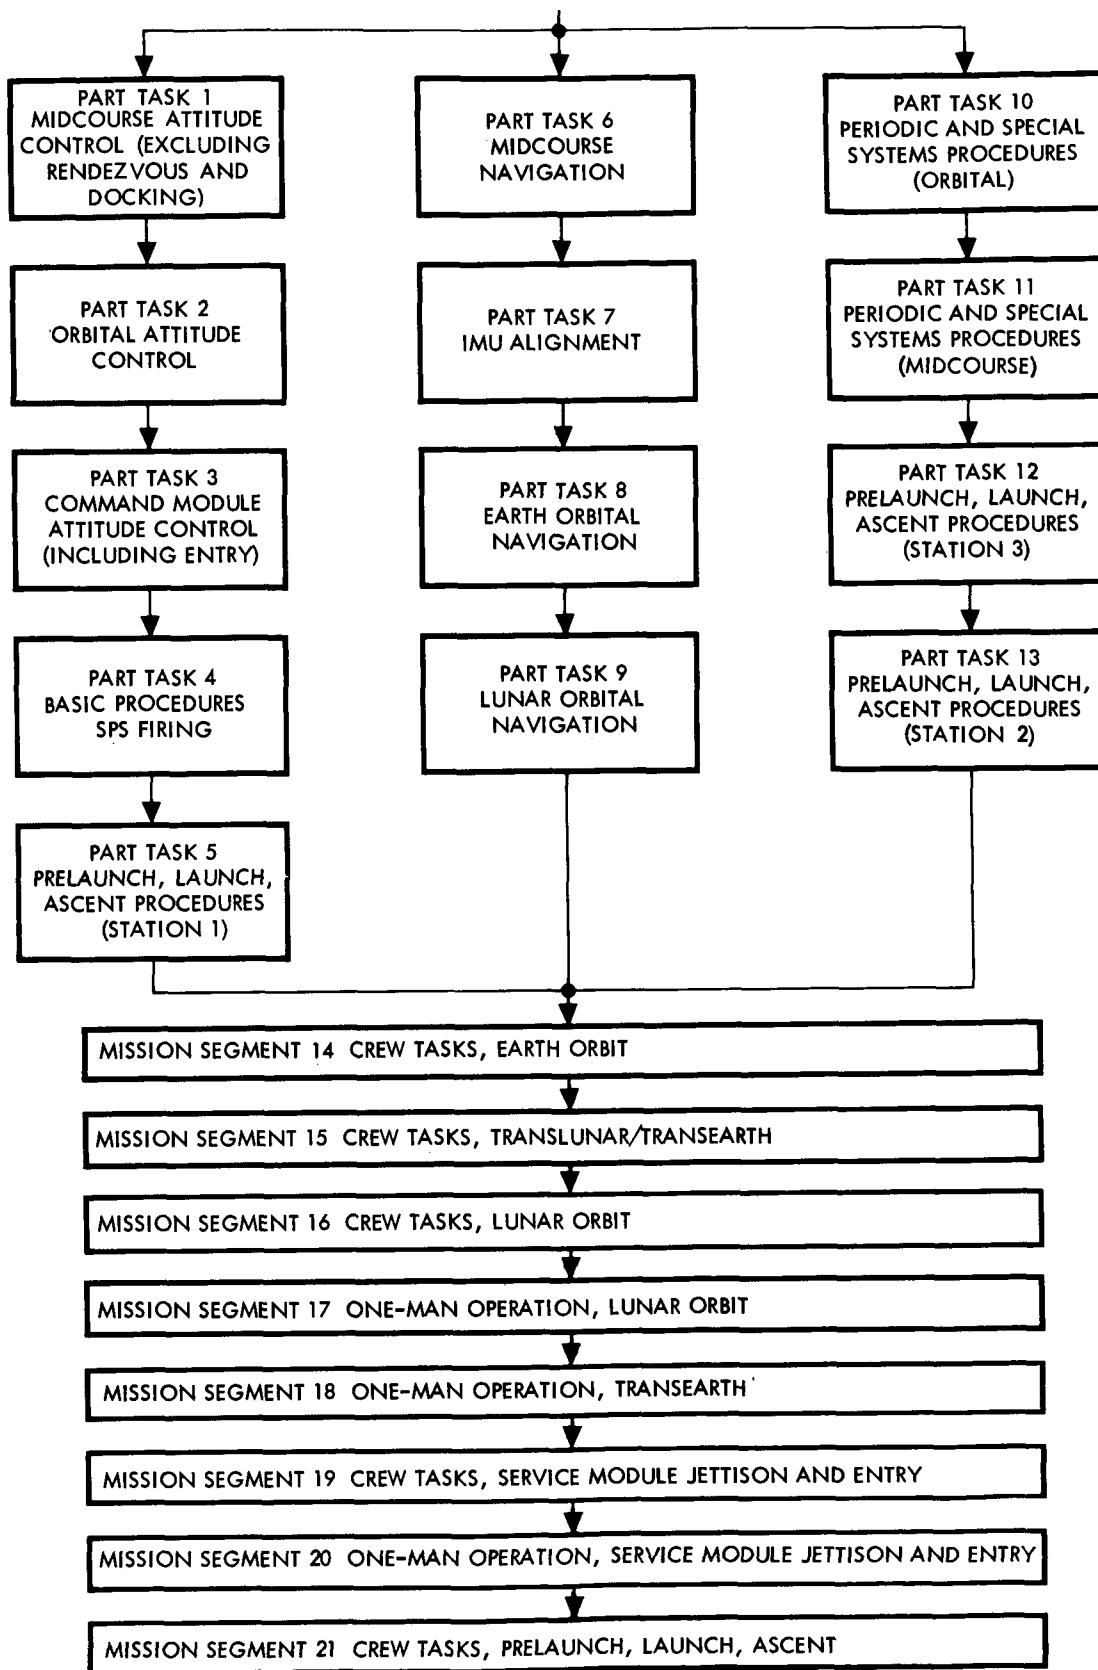 PART TASK 1
MIDCOURSE ATTITUDE
CONTROL (EXCLUDING
RENDEZVOUS AND
DOCKING)
PART TASK 2
ORBITAL ATTITUDE
CONTROL
PART TASK 3
COMMAND MODULE
ATTITUDE CONTROL
(INCLUDING ENTRY)
PART TASK 4
BASIC PROCEDURES
SPS FIRING
PART TASK 5
PRELAUNCH, LAUNCH,
ASCENT PROCEDURES
(STATION 1)
PART TASK 6
MIDCOURSE
NAVIGATION
PART TASK 7
IMU ALIGNMENT
PART TASK 8
EARTH ORBITAL
NAVIGATION
PART TASK 9
LUNAR ORBITAL
NAVIGATION
PART TASK 10
PERIODIC AND SPECIAL
SYSTEMS PROCEDURES
(ORBITAL)
PART TASK 11
PERIODIC AND SPECIAL
SYSTEMS PROCEDURES
(MIDCOURSE)
PART TASK 12
PRELAUNCH, LAUNCH,
ASCENT PROCEDURES
(STATION 3)
PART TASK 13
PRELAUNCH, LAUNCH,
ASCENT PROCEDURES
(STATION 2)
MISSION SEGMENT 14 CREW TASKS, EARTH ORBIT
MISSION SEGMENT 15 CREW TASKS, TRANSLUNAR/TRANSEARTH
MISSION SEGMENT 16 CREW TASKS, LUNAR ORBIT
MISSION SEGMENT 17 ONE-MAN OPERATION, LUNAR ORBIT
MISSION SEGMENT 18 ONE-MAN OPERATION, TRANSEARTH
MISSION SEGMENT 19 CREW TASKS, SERVICE MODULE JETTISON AND ENTRY
MISSION SEGMENT 20 ONE-MAN OPERATION, SERVICE MODULE JETTISON AND ENTRY
MISSION SEGMENT 21 CREW TASKS, PRELAUNCH, LAUNCH, ASCENT